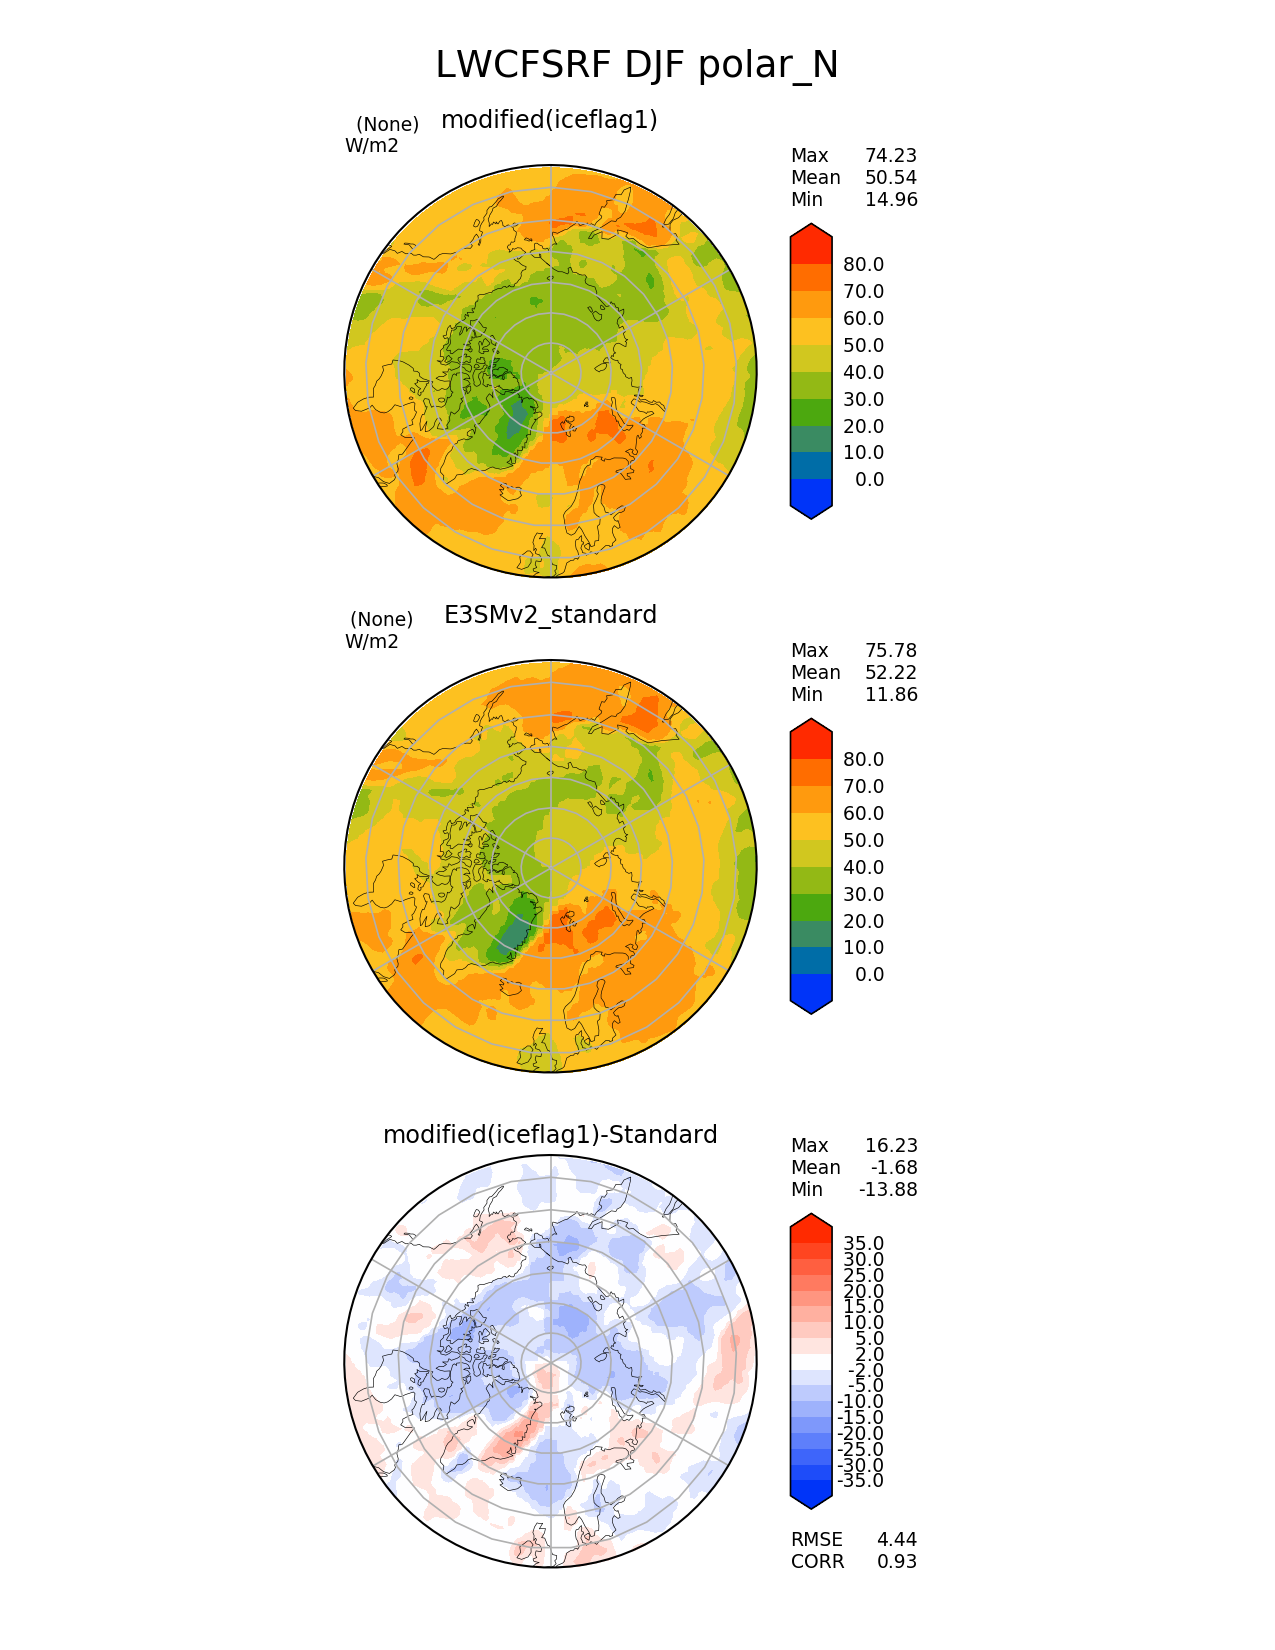 LWCFSRF DJF polar_N
(None) modified(iceflag1)
W/m2
Max 74.23
Mean 50.54
Min 14.96
80.0
70.0
60.0
50.0
40.0
30.0
20.0
10.0
0.0
(None) E3SMv2_standard
W/m2
Max 75.78
Mean 52.22
Min 11.86
80.0
70.0
60.0
50.0
40.0
30.0
20.0
10.0
0.0
modified(iceflag1)-Standard
Max 16.23
Mean -1.68
Min -13.88
35.0
30.0
25.0
20.0
15.0
10.0
5.0
2.0
-2.0
-5.0
-10.0
-15.0
-20.0
-25.0
-30.0
-35.0
RMSE 4.44
CORR 0.93